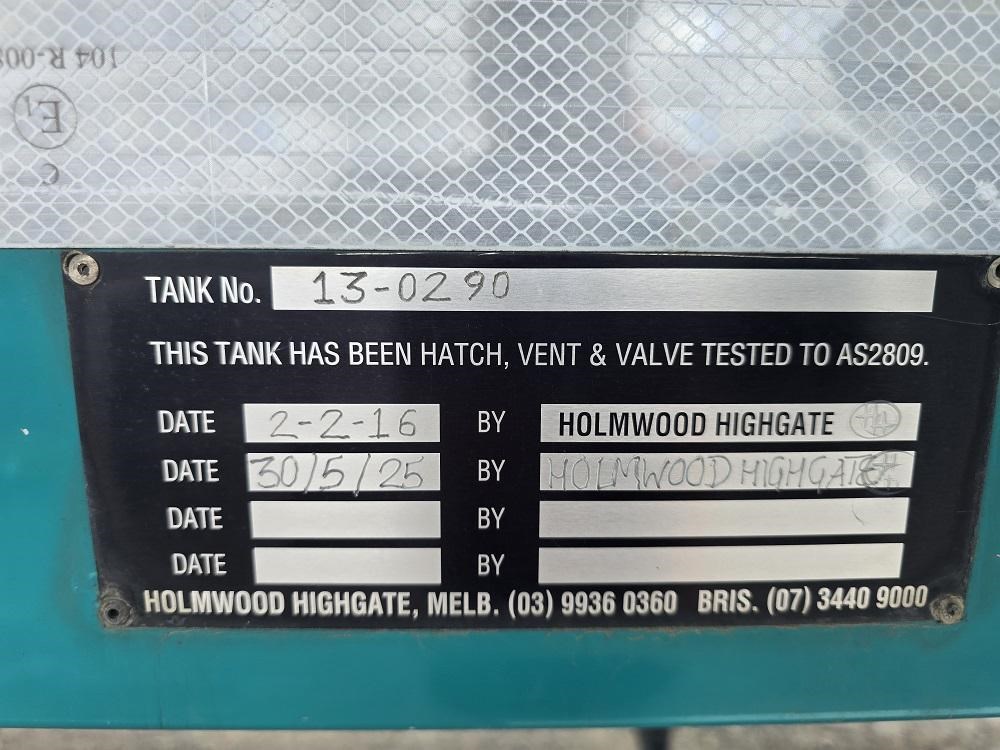 104 R-00
E1
C
TANK No. 13-0290
THIS TANK HAS BEEN HATCH, VENT & VALVE TESTED TO AS2809.
DATE 2-2-16 BY HOLMWOOD HIGHGATE HH
DATE 30/5/25 BY HOLMWOOD HIGHGATE
DATE BY
DATE BY
HOLMWOOD HIGHGATE, MELB. (03) 9936 0360 BRIS. (07) 3440 9000